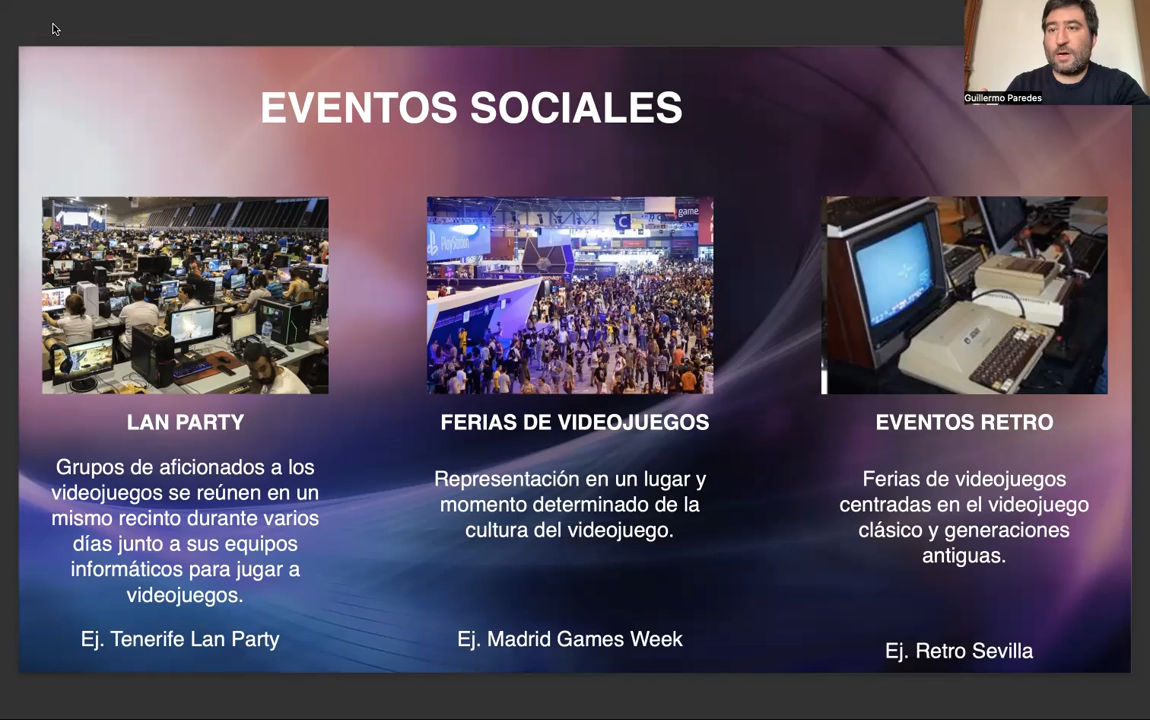 Guillermo Paredes
EVENTOS SOCIALES
PlayStation
game
LAN PARTY
Grupos de aficionados a los
videojuegos se reúnen en un
mismo recinto durante varios
días junto a sus equipos
informáticos para jugar a
videojuegos.
Ej. Tenerife Lan Party
FERIAS DE VIDEOJUEGOS
Representación en un lugar y
momento determinado de la
cultura del videojuego.
Ej. Madrid Games Week
EVENTOS RETRO
Ferias de videojuegos
centradas en el videojuego
clásico y generaciones
antiguas.
Ej. Retro Sevilla